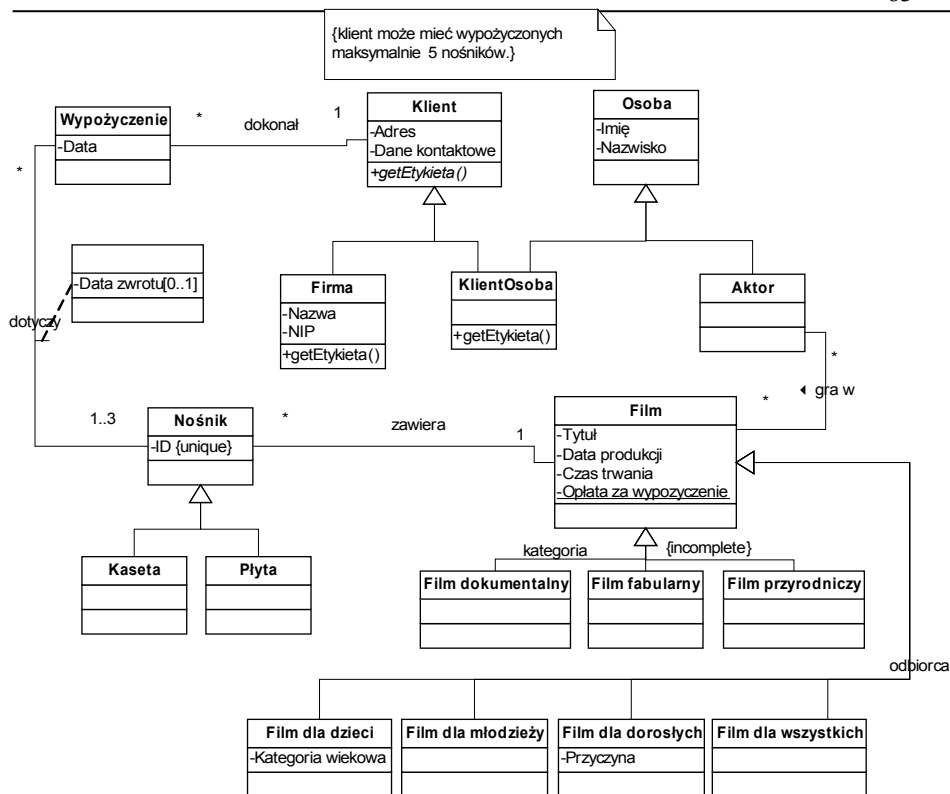 {klient może mieć wypożyczonych
maksymalnie 5 nośników.}
Wypożyczenie
-Data
*
dokonał
1
Klient
-Adres
-Dane kontaktowe
+getEtykieta()
Osoba
-Imię
-Nazwisko
*
-Data zwrotu[0..1]
dotyczy
Firma
-Nazwa
-NIP
+getEtykieta()
KlientOsoba
+getEtykieta()
Aktor
*
gra w
*
1..3
Nośnik
-ID {unique}
*
zawiera
1
Film
-Tytuł
-Data produkcji
-Czas trwania
-Opłata za wypozyczenie
kategoria
{incomplete}
Kaseta
Płyta
Film dokumentalny
Film fabularny
Film przyrodniczy
odbiorca
Film dla dzieci
-Kategoria wiekowa
Film dla młodzieży
Film dla dorosłych
-Przyczyna
Film dla wszystkich